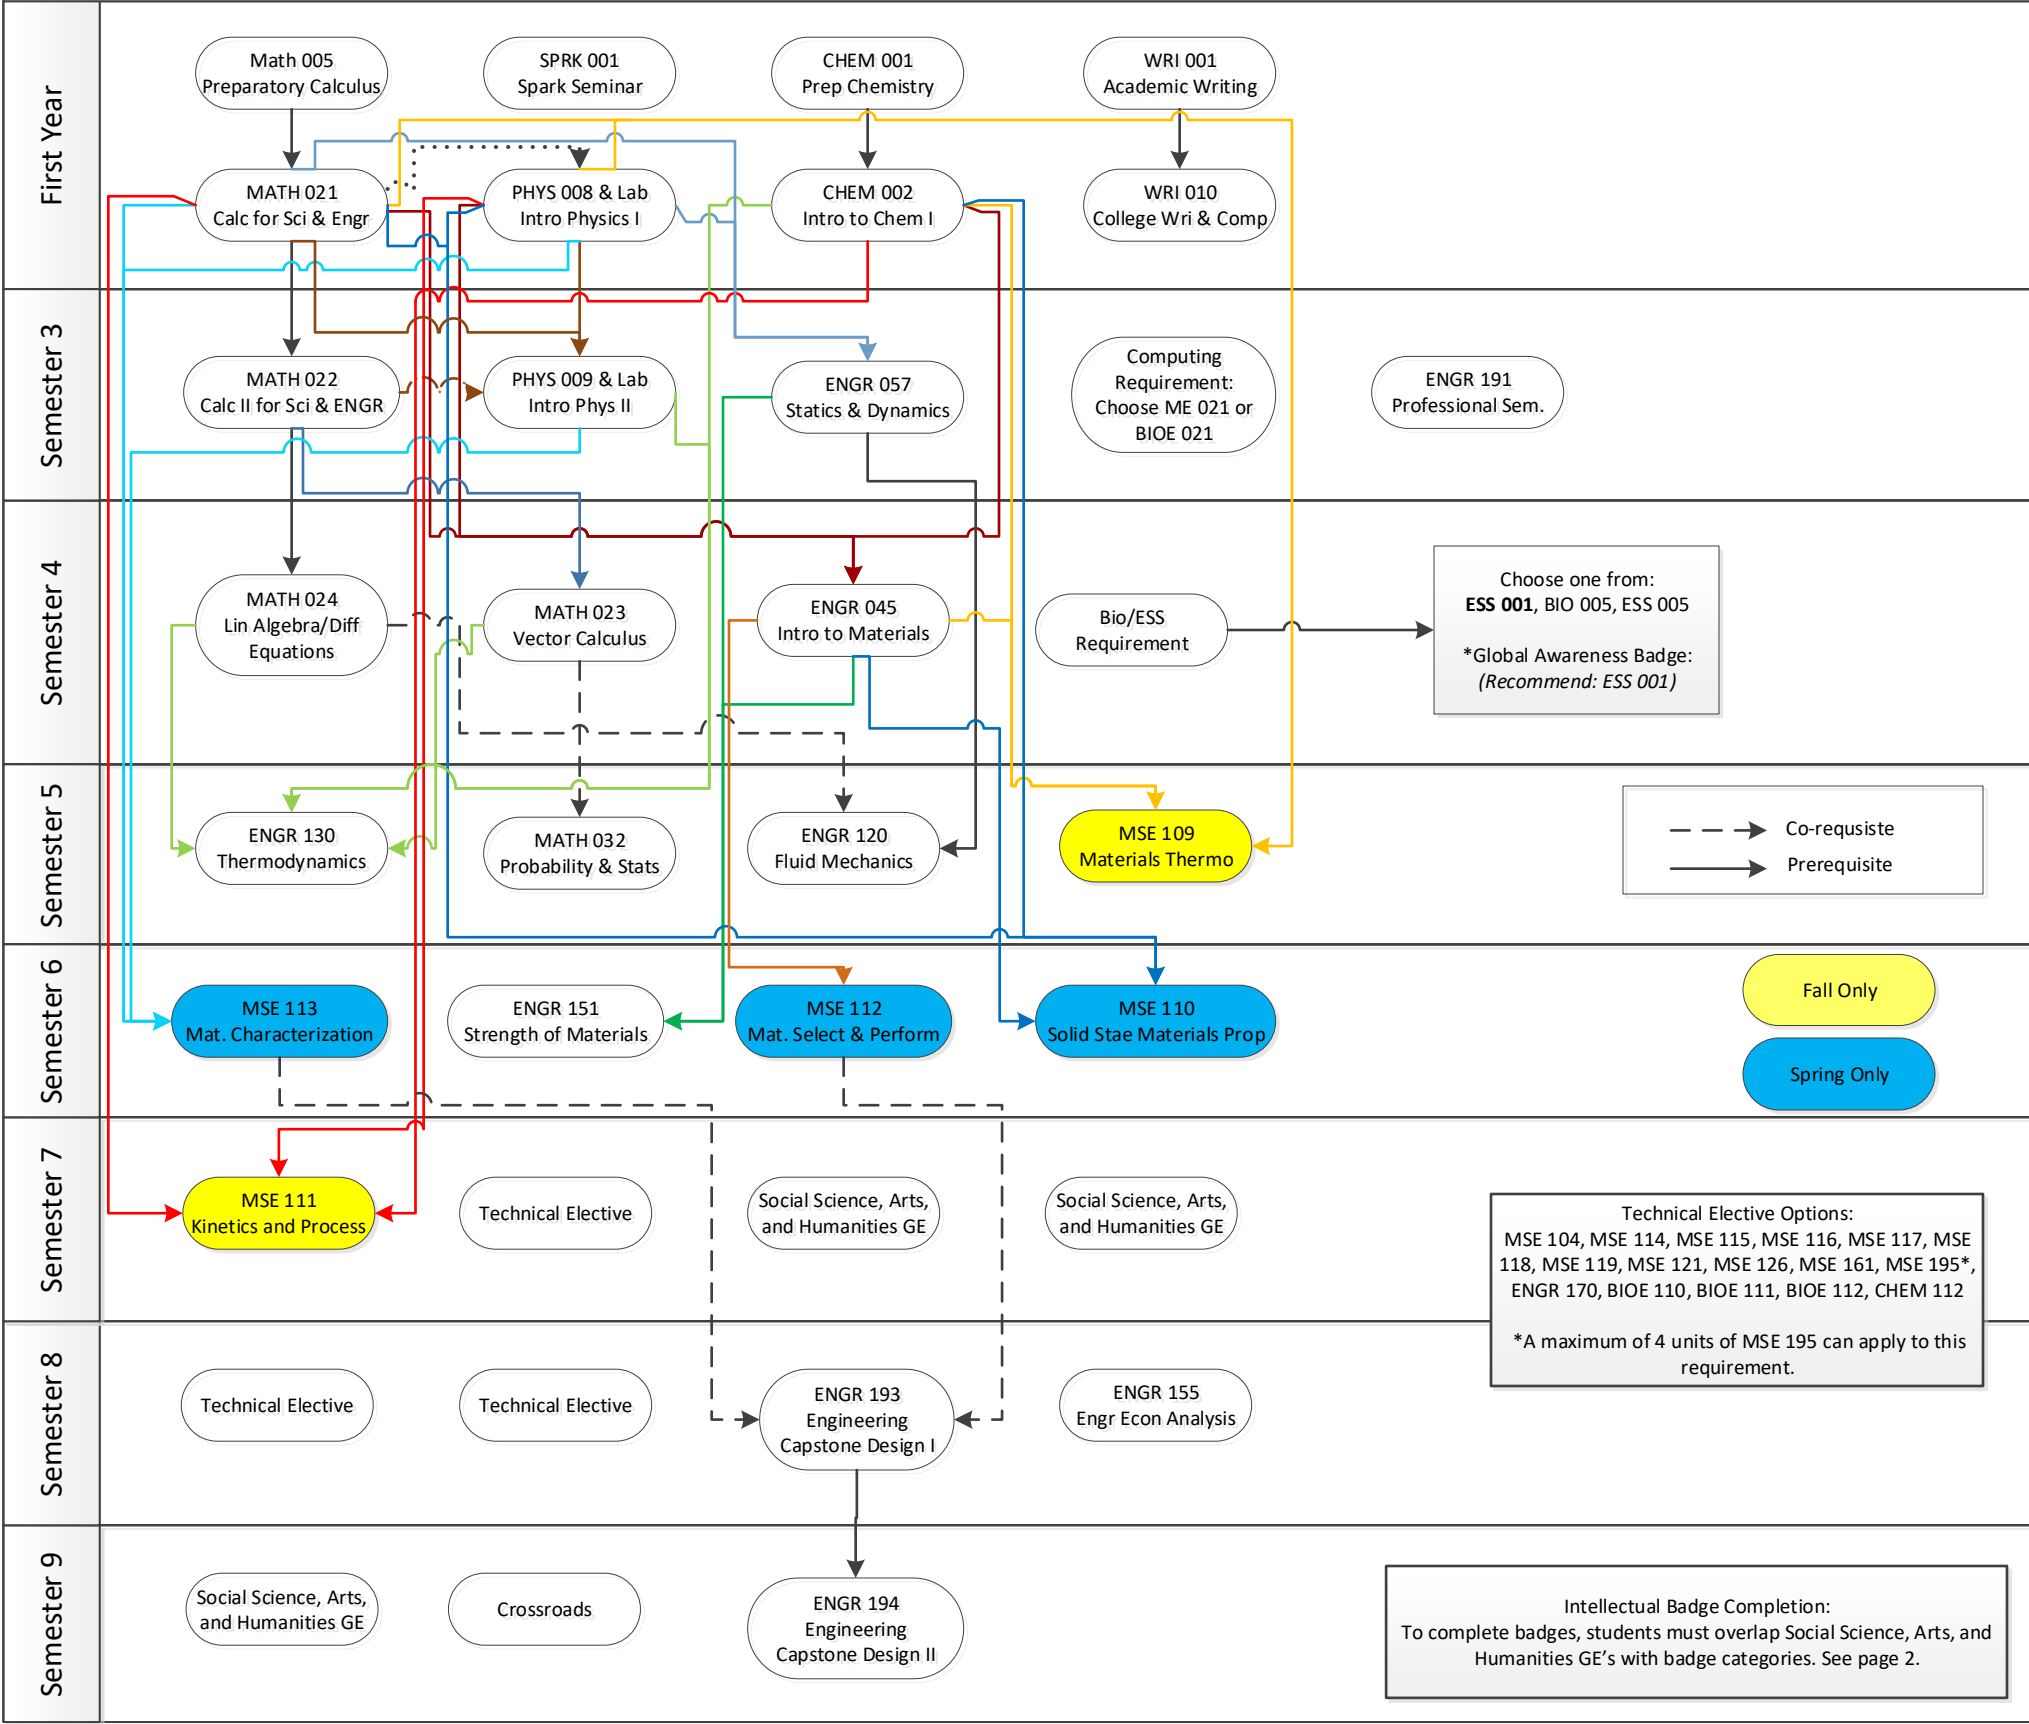 First Year
Math 005
Preparatory Calculus
SPRK 001
Spark Seminar
CHEM 001
Prep Chemistry
WRI 001
Academic Writing
MATH 021
Calc for Sci & Engr
PHYS 008 & Lab
Intro Physics I
CHEM 002
Intro to Chem I
WRI 010
College Wri & Comp
Semester 3
MATH 022
Calc II for Sci & ENGR
PHYS 009 & Lab
Intro Phys II
ENGR 057
Statics & Dynamics
Computing
Requirement:
Choose ME 021 or
BIOE 021
ENGR 191
Professional Sem.
Semester 4
MATH 024
Lin Algebra/Diff
Equations
MATH 023
Vector Calculus
ENGR 045
Intro to Materials
Bio/ESS
Requirement
Choose one from:
ESS 001, BIO 005, ESS 005
*Global Awareness Badge:
(Recommend: ESS 001)
Semester 5
ENGR 130
Thermodynamics
MATH 032
Probability & Stats
ENGR 120
Fluid Mechanics
MSE 109
Materials Thermo
Co-requsiste
Prerequisite
Semester 6
MSE 113
Mat. Characterization
ENGR 151
Strength of Materials
MSE 112
Mat. Select & Perform
MSE 110
Solid Stae Materials Prop
Fall Only
Spring Only
Semester 7
MSE 111
Kinetics and Process
Technical Elective
Social Science, Arts,
and Humanities GE
Social Science, Arts,
and Humanities GE
Technical Elective Options:
MSE 104, MSE 114, MSE 115, MSE 116, MSE 117, MSE
118, MSE 119, MSE 121, MSE 126, MSE 161, MSE 195*,
ENGR 170, BIOE 110, BIOE 111, BIOE 112, CHEM 112
*A maximum of 4 units of MSE 195 can apply to this
requirement.
Semester 8
Technical Elective
Technical Elective
ENGR 193
Engineering
Capstone Design I
ENGR 155
Engr Econ Analysis
Semester 9
Social Science, Arts,
and Humanities GE
Crossroads
ENGR 194
Engineering
Capstone Design II
Intellectual Badge Completion:
To complete badges, students must overlap Social Science, Arts, and
Humanities GE's with badge categories. See page 2.